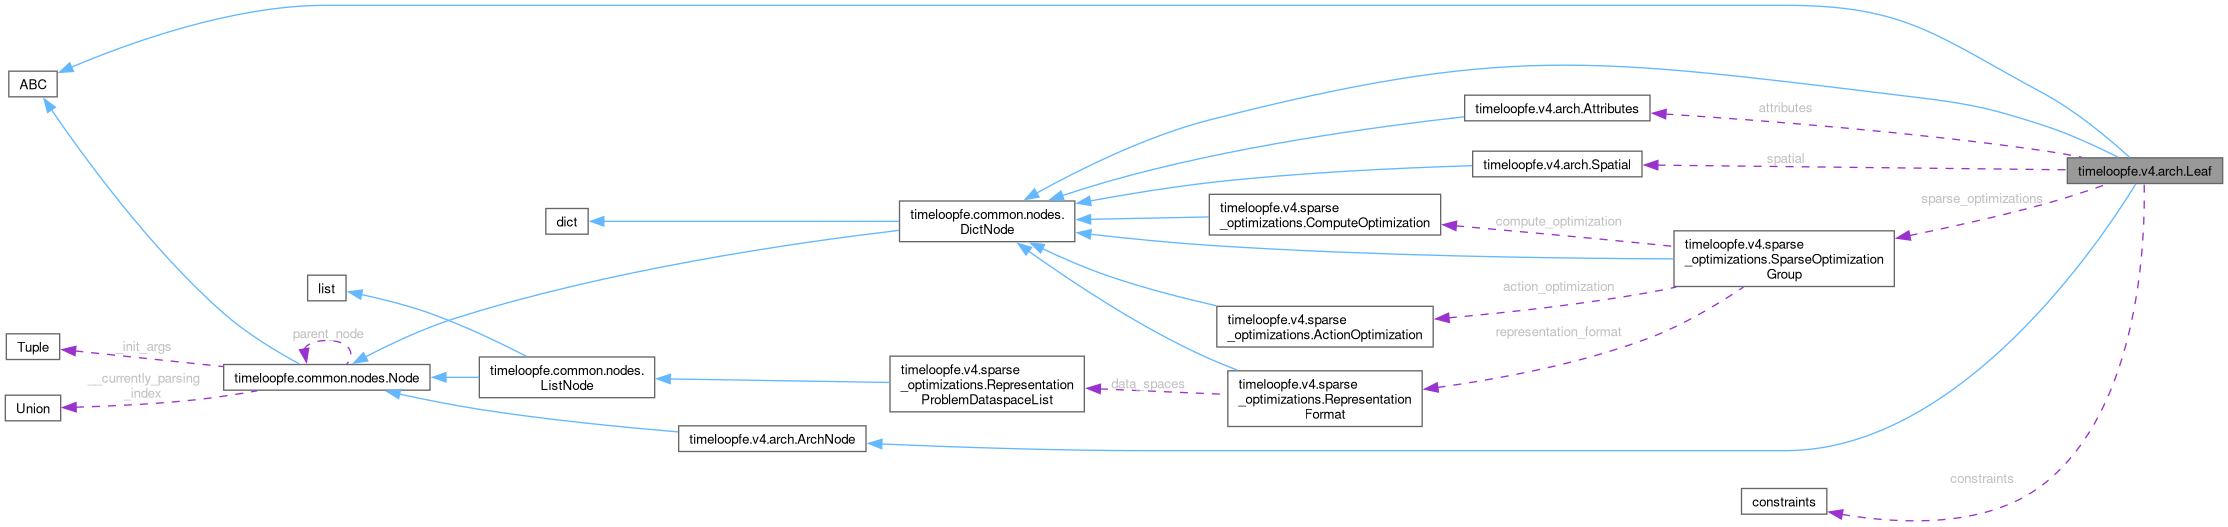 ABC
timeloopfe.v4.arch.Attributes
attributes
timeloopfe.v4.arch.Spatial
spatial
timeloopfe.v4.arch.Leaf
dict
timeloopfe.common.nodes.
DictNode
timeloopfe.v4.sparse
_optimizations.ComputeOptimization
compute_optimization
sparse_optimizations
timeloopfe.v4.sparse
_optimizations.SparseOptimization
Group
list
timeloopfe.v4.sparse
_optimizations.ActionOptimization
action_optimization
representation_format
Tuple
_init_args
parent_node
__currently_parsing
_index
Union
timeloopfe.common.nodes.Node
timeloopfe.common.nodes.
ListNode
timeloopfe.v4.sparse
_optimizations.Representation
ProblemDataspaceList
data_spaces
timeloopfe.v4.sparse
_optimizations.Representation
Format
timeloopfe.v4.arch.ArchNode
constraints
constraints